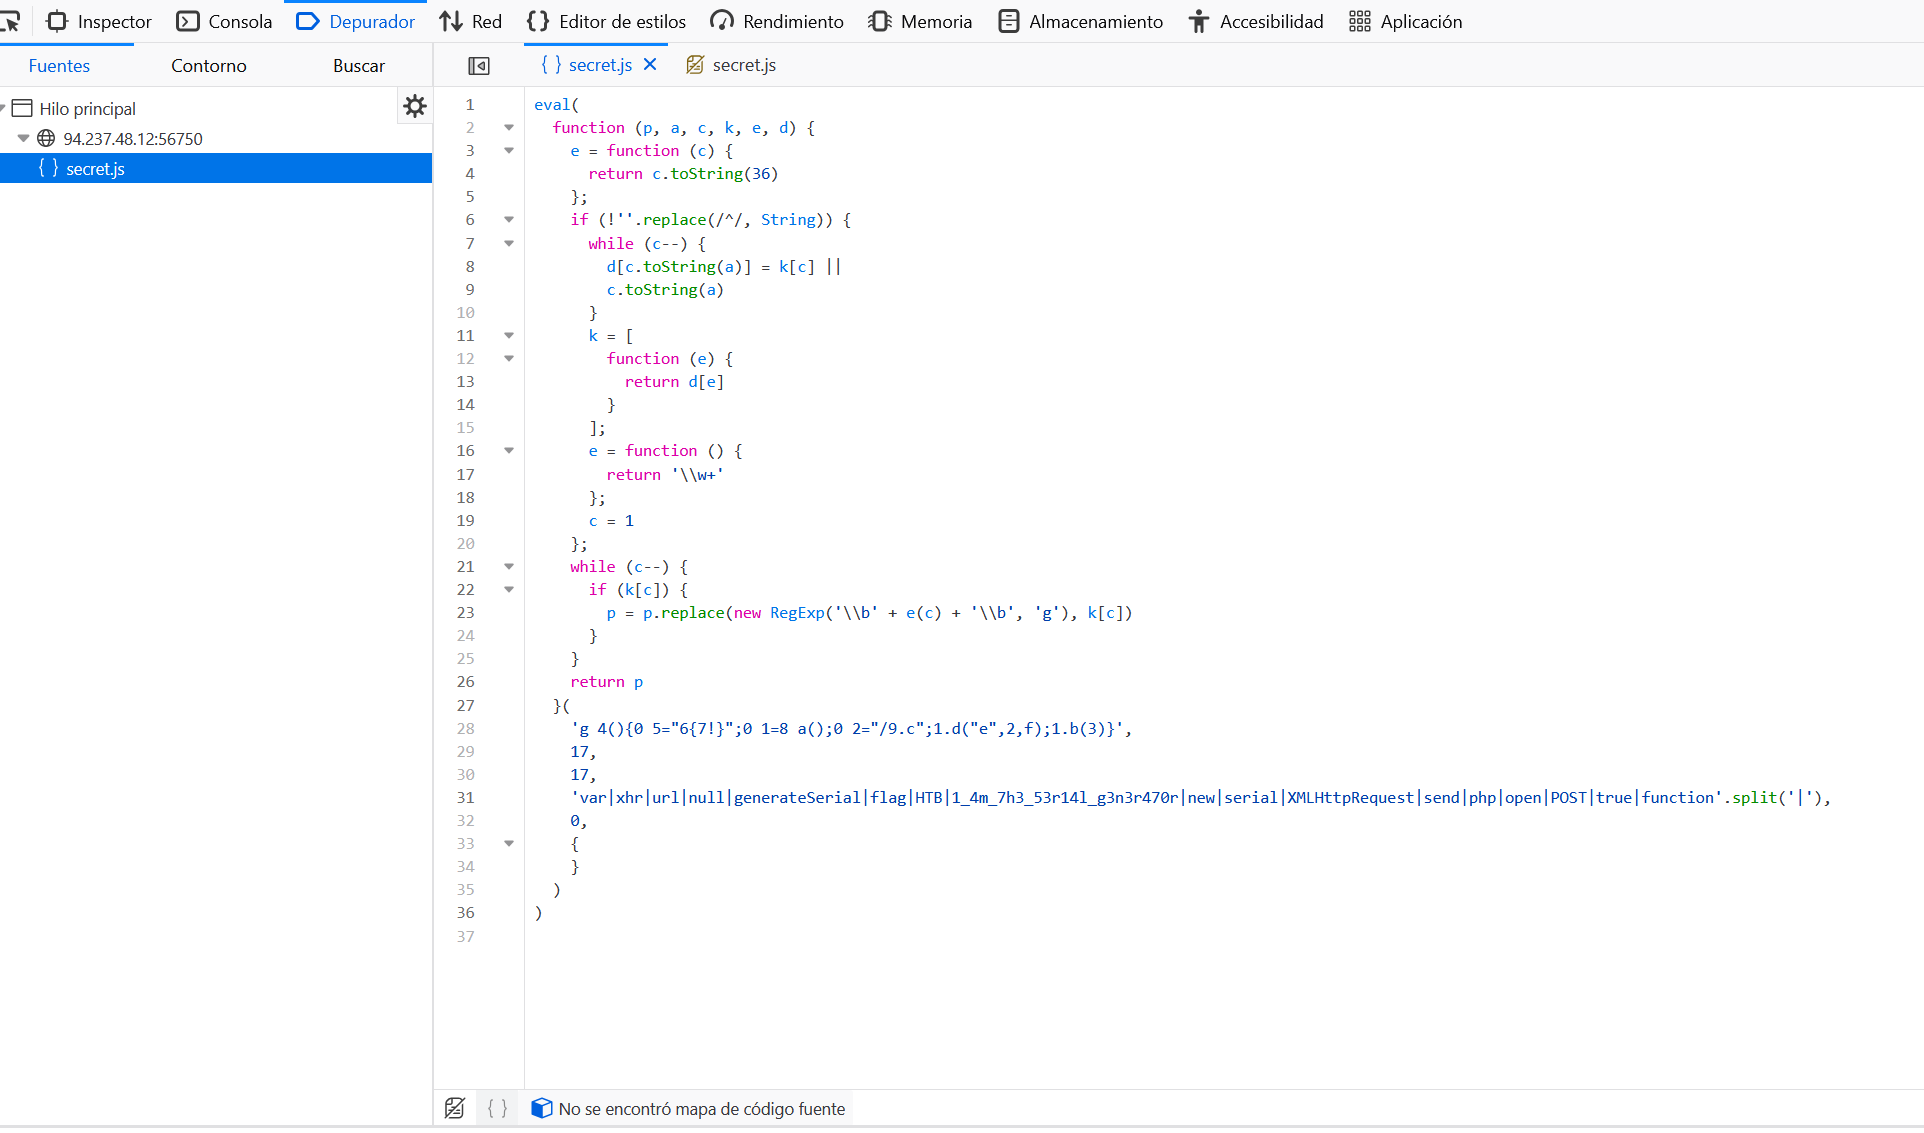 Inspector Consola Depurador Red Editor de estilos Rendimiento Memoria Almacenamiento Accesibilidad Aplicación
Fuentes Contorno Buscar
secret.js secret.js
Hilo principal
94.237.48.12:56750
secret.js
1 eval(
2 function (p, a, c, k, e, d) {
3 e = function (c) {
4 return c.toString(36)
5 };
6 if (!''.replace(/^/, String)) {
7 while (c--) {
8 d[c.toString(a)] = k[c] ||
9 c.toString(a)
10 }
11 k = [
12 function (e) {
13 return d[e]
14 }
15 ];
16 e = function () {
17 return '\\w+'
18 };
19 c = 1
20 };
21 while (c--) {
22 if (k[c]) {
23 p = p.replace(new RegExp('\\b' + e(c) + '\\b', 'g'), k[c])
24 }
25 }
26 return p
27 }(
28 'g 4(){0 5="6{7!}";0 1=8 a();0 2="/9.c";1.d("e",2,f);1.b(3)}',
29 17,
30 17,
31 'var|xhr|url|null|generateSerial|flag|HTB|1_4m_7h3_53r14l_g3n3r470r|new|serial|XMLHttpRequest|send|php|open|POST|true|function'.split('|'),
32 0,
33 {
34 }
35 )
36 )
37
{ } No se encontró mapa de código fuente